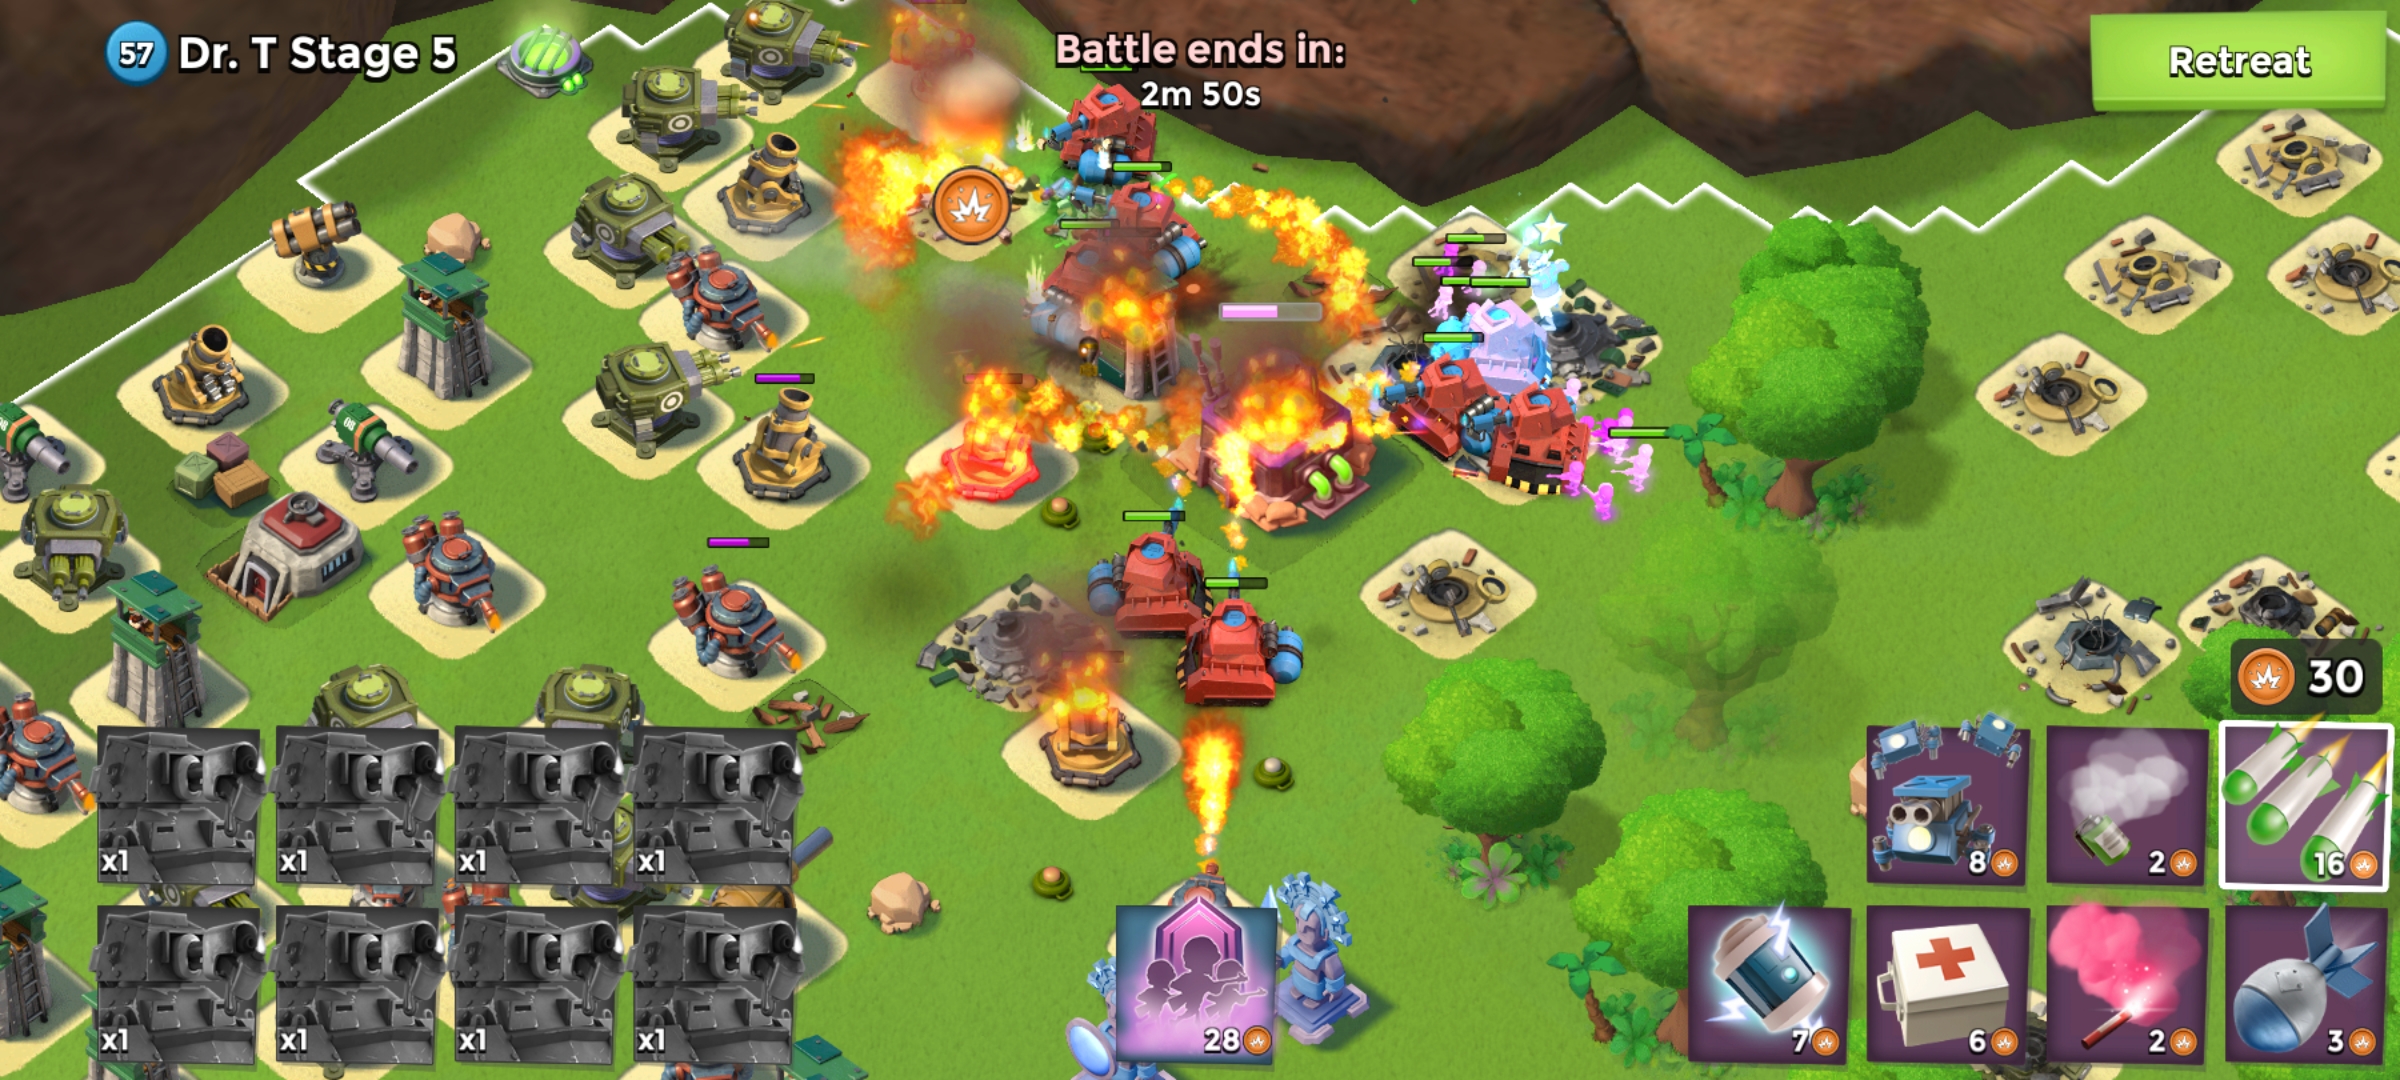 57 Dr. T Stage 5
Battle ends in:
2m 50s
Retreat
30
8
2
16
x1
x1
x1
x1
x1
x1
x1
x1
28
7
6
2
3